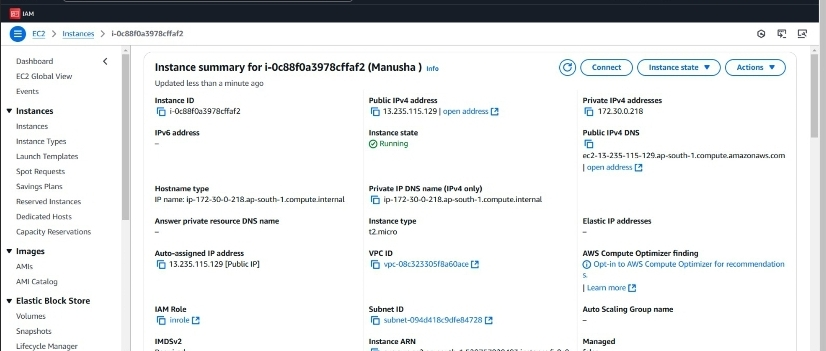 IAM
EC2 > Instances > i-0c88f0a3978cffaf2
Dashboard
EC2 Global View
Events
Instances
Instances
Instance Types
Launch Templates
Spot Requests
Savings Plans
Reserved Instances
Dedicated Hosts
Capacity Reservations
Images
AMIs
AMI Catalog
Elastic Block Store
Volumes
Snapshots
Lifecycle Manager
Instance summary for i-0c88f0a3978cffaf2 (Manusha ) Info
Updated less than a minute ago
Connect
Instance state
Actions
Instance ID
i-0c88f0a3978cffaf2
Public IPv4 address
13.235.115.129 | open address
Private IPv4 addresses
172.30.0.218
IPv6 address
–
Instance state
Running
Public IPv4 DNS
ec2-13-235-115-129.ap-south-1.compute.amazonaws.com
| open address
Hostname type
IP name: ip-172-30-0-218.ap-south-1.compute.internal
Private IP DNS name (IPv4 only)
ip-172-30-0-218.ap-south-1.compute.internal
Answer private resource DNS name
–
Instance type
t2.micro
Elastic IP addresses
–
Auto-assigned IP address
13.235.115.129 [Public IP]
VPC ID
vpc-08c323305f8a60ace
AWS Compute Optimizer finding
Opt-in to AWS Compute Optimizer for recommendation
s.
| Learn more
IAM Role
inrole
Subnet ID
subnet-094d418c9dfe84728
Auto Scaling Group name
–
IMDSv2
Instance ARN
Managed